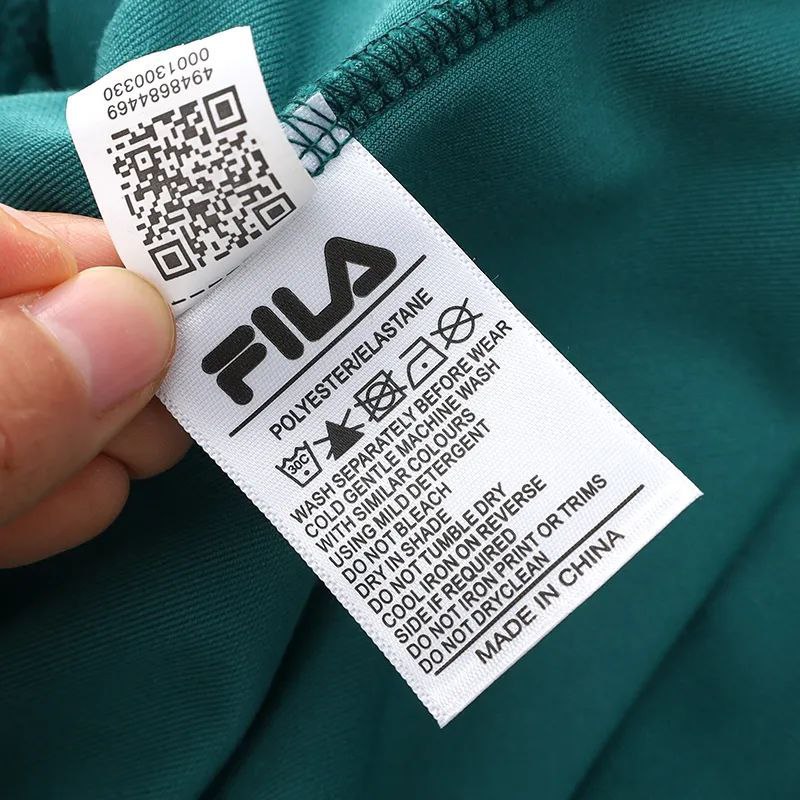 49486884469
0001300330
FILA
POLYESTER/ELASTANE
30C
WASH SEPARATELY BEFORE WEAR
COLD GENTLE MACHINE WASH
WITH SIMILAR COLOURS
USING MILD DETERGENT
DO NOT BLEACH
DRY IN SHADE
DO NOT TUMBLE DRY
COOL IRON ON REVERSE
SIDE IF REQUIRED
DO NOT IRON PRINT OR TRIMS
DO NOT DRYCLEAN
MADE IN CHINA